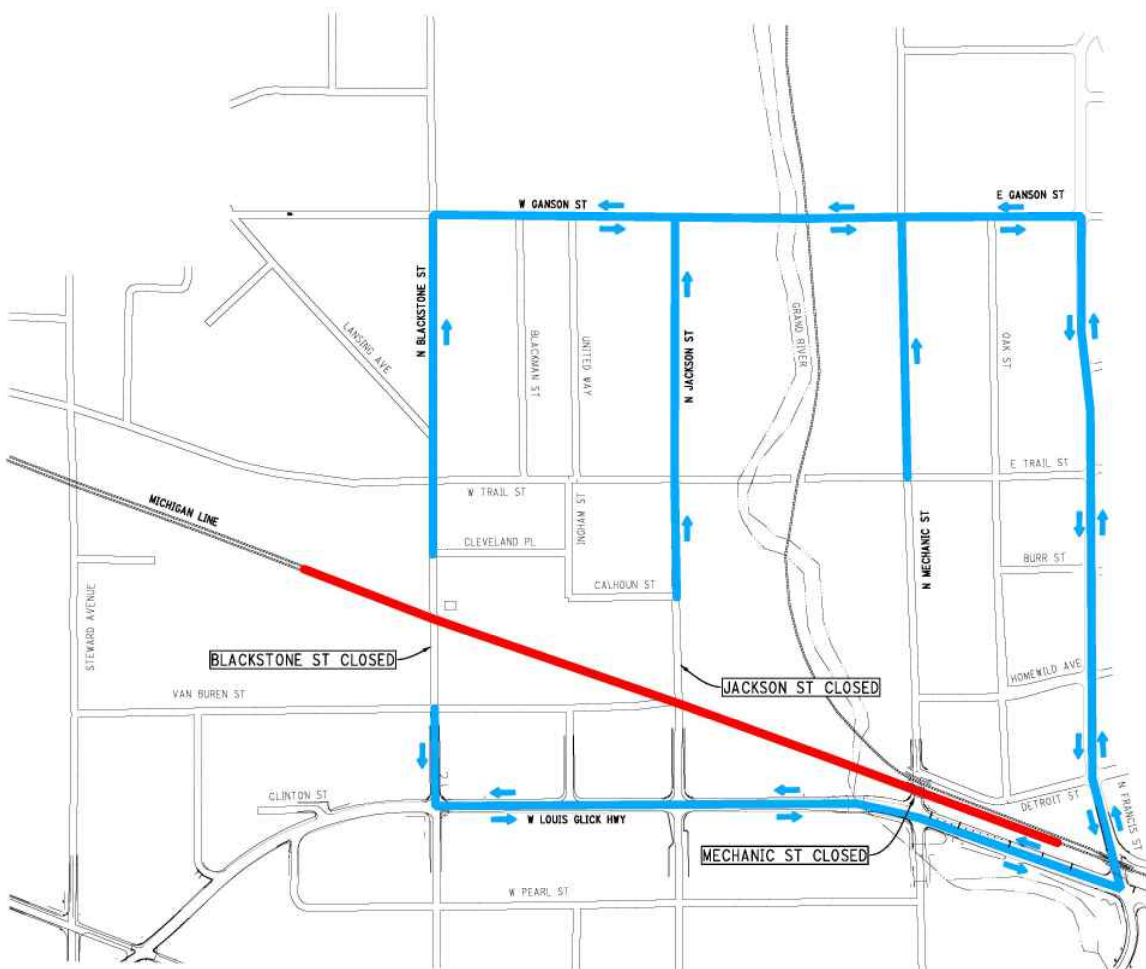 E GANSON ST
W GANSON ST
N BLACKSTONE ST
LANSING AVE
BLACKMAN ST
UNITED WAY
N JACKSON ST
GRAND RIVER
OAK ST
E TRAIL ST
W TRAIL ST
MICHIGAN LINE
INGHAM ST
N MECHANIC ST
CLEVELAND PL
BURR ST
CALHOUN ST
STEWARD AVENUE
BLACKSTONE ST CLOSED
HOMEWILD AVE
JACKSON ST CLOSED
VAN BUREN ST
CLINTON ST
DETROIT ST
N FRANCIS ST
W LOUIS GLICK HWY
MECHANIC ST CLOSED
W PEARL ST